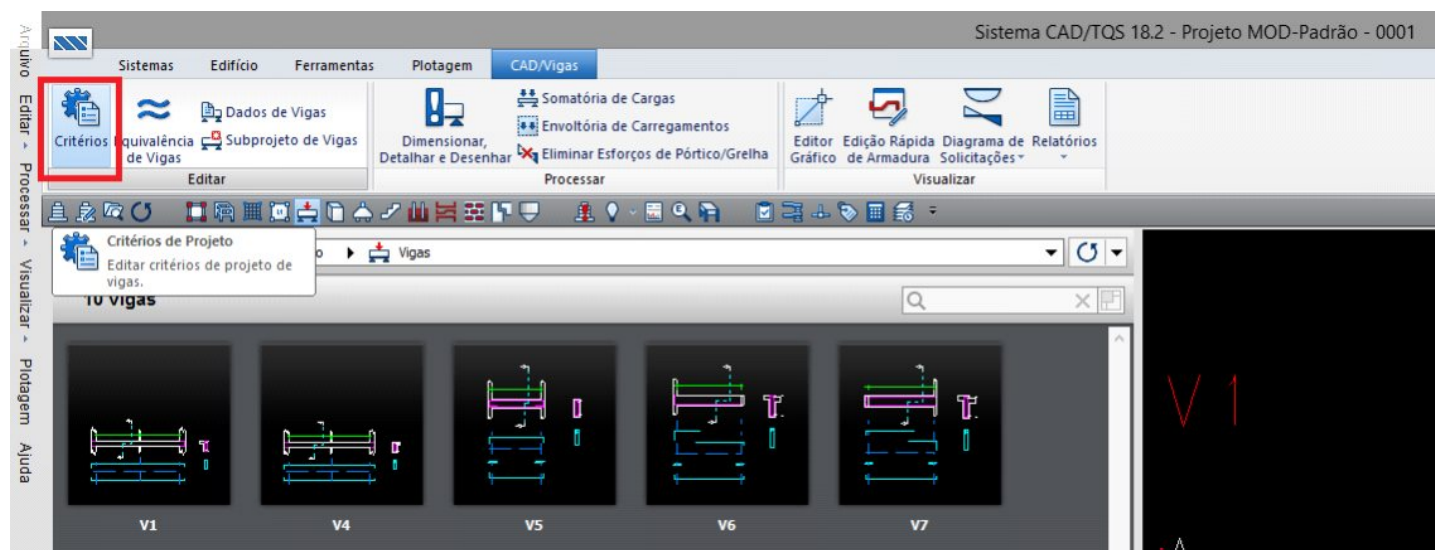 Sistema CAD/TQS 18.2 - Projeto MOD-Padrão - 0001
Arquivo Editar Processar Visualizar Plotagem Ajuda
Sistemas Edifício Ferramentas Plotagem CAD/Vigas
Critérios
Equivalência
de Vigas
Dados de Vigas
Subprojeto de Vigas
Editar
Dimensionar,
Detalhar e Desenhar
Somatória de Cargas
Envoltória de Carregamentos
Eliminar Esforços de Pórtico/Grelha
Processar
Editor
Gráfico
Edição Rápida
de Armadura
Diagrama de
Solicitações
Relatórios
Visualizar
Critérios de Projeto
Editar critérios de projeto de
vigas.
o Vigas
10 vigas
V1 V4 V5 V6 V7
V 1